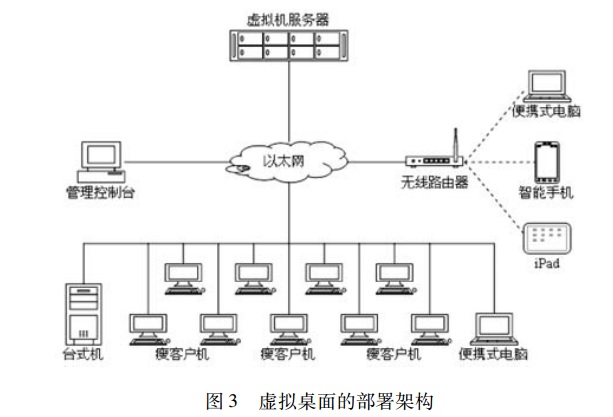 虚拟机服务器
便携式电脑
以太网
管理控制台
无线路由器
智能手机
iPad
台式机
瘦客户机
瘦客户机
瘦客户机
便携式电脑
图 3 虚拟桌面的部署架构